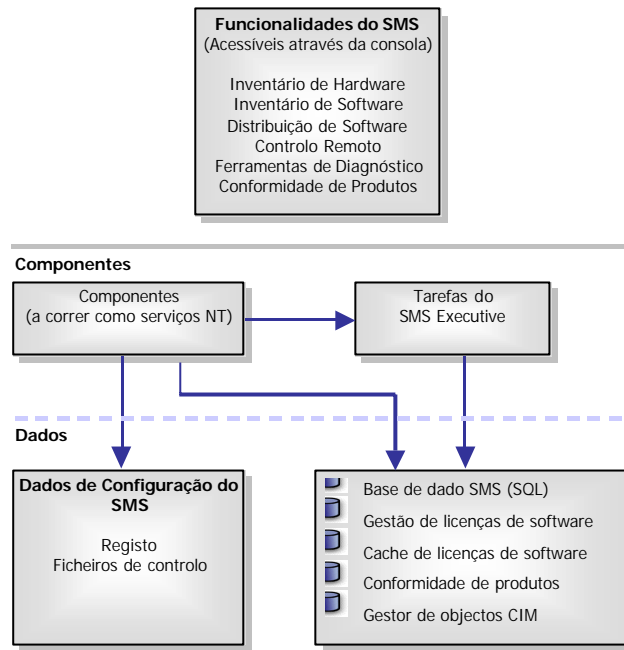 Funcionalidades do SMS
(Acessíveis através da consola)
Inventário de Hardware
Inventário de Software
Distribuição de Software
Controlo Remoto
Ferramentas de Diagnóstico
Conformidade de Produtos
Componentes
Componentes
(a correr como serviços NT)
Tarefas do
SMS Executive
Dados
Dados de Configuração do
SMS
Registo
Ficheiros de controlo
Base de dado SMS (SQL)
Gestão de licenças de software
Cache de licenças de software
Conformidade de produtos
Gestor de objectos CIM